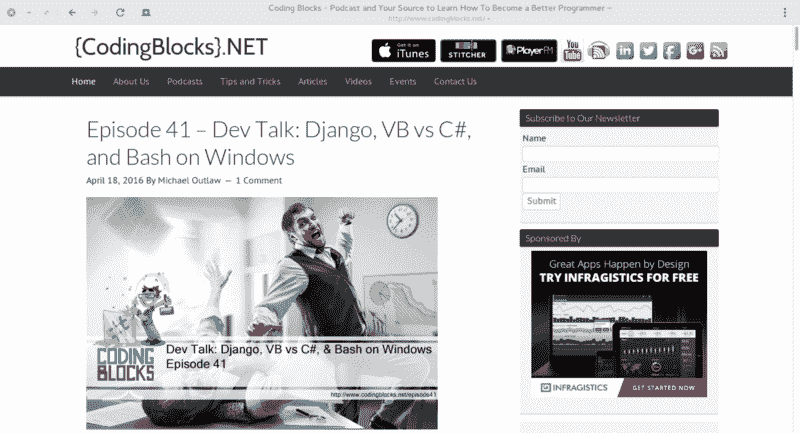 Coding Blocks - Podcast and Your Source to Learn How To Become a Better Programmer -
http://www.codingblocks.net/
{CodingBlocks}.NET
Get it on
iTunes
STITCHER
PlayerFM
You
Tube
Home About Us Podcasts Tips and Tricks Articles Videos Events Contact Us
Episode 41 – Dev Talk: Django, VB vs C#,
and Bash on Windows
April 18, 2016 By Michael Outlaw — 1 Comment
CODING
BLOCKS
Dev Talk: Django, VB vs C#, & Bash on Windows
Episode 41
http://www.codingblocks.net/episode41
Subscribe to Our Newsletter
Name
Email
Submit
Sponsored By
Great Apps Happen by Design
TRY INFRAGISTICS FOR FREE
INFRAGISTICS
GET STARTED NOW